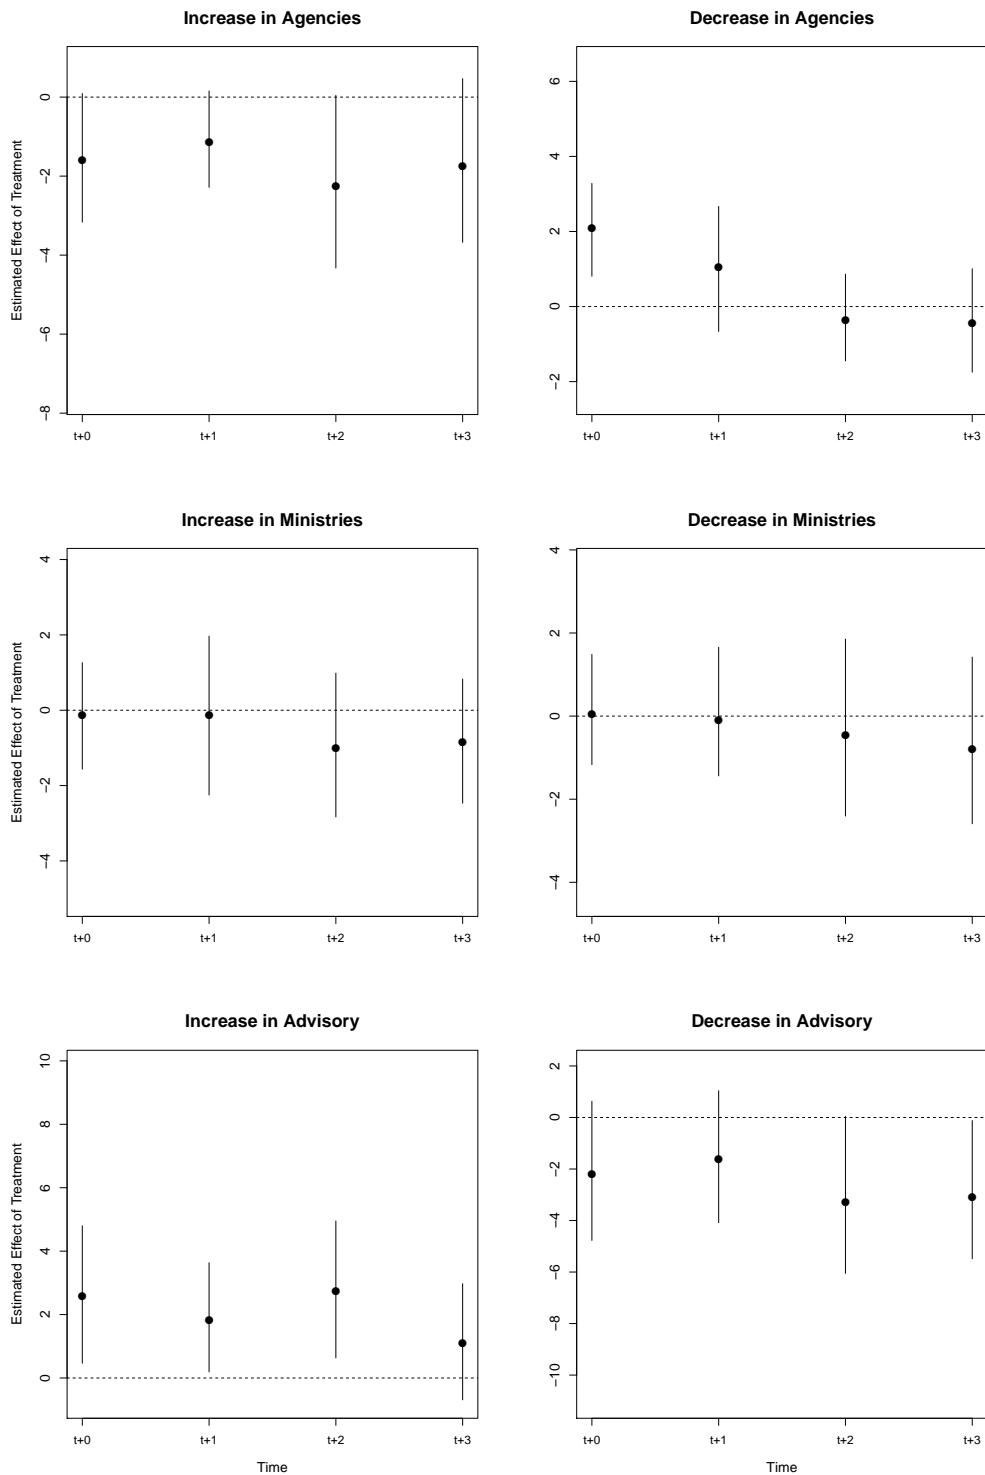 Increase in Agencies
Estimated Effect of Treatment
0
−2
−4
−6
−8
t+0 t+1 t+2 t+3
Decrease in Agencies
6
4
2
0
−2
t+0 t+1 t+2 t+3
Increase in Ministries
Estimated Effect of Treatment
4
2
0
−2
−4
t+0 t+1 t+2 t+3
Decrease in Ministries
4
2
0
−2
−4
t+0 t+1 t+2 t+3
Increase in Advisory
Estimated Effect of Treatment
10
8
6
4
2
0
t+0 t+1 t+2 t+3
Time
Decrease in Advisory
2
0
−2
−4
−6
−8
−10
t+0 t+1 t+2 t+3
Time